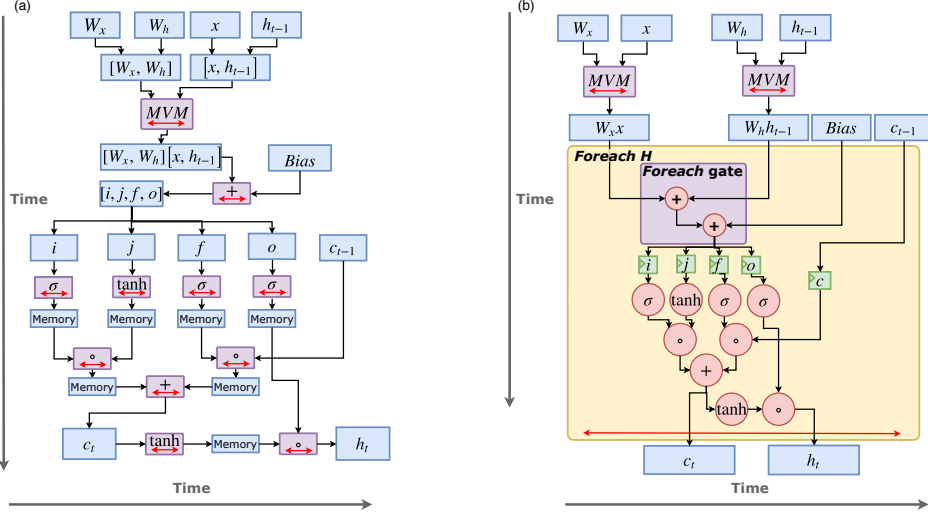 (a)
W_x W_h x h_{t−1}
[W_x, W_h] [x, h_{t−1}]
MVM
[W_x, W_h][x, h_{t−1}]
Bias
+
[i, j, f, o]
Time
i j f o c_{t−1}
σ tanh σ σ
Memory Memory Memory Memory
∘ ∘
Memory + Memory
c_t tanh Memory ∘ h_t
Time
(b)
W_x x W_h h_{t−1}
MVM MVM
W_x x W_h h_{t−1} Bias c_{t−1}
Foreach H
Foreach gate
+
+
Time
i j f o
c
σ tanh σ σ
∘ ∘
+
tanh ∘
c_t h_t
Time